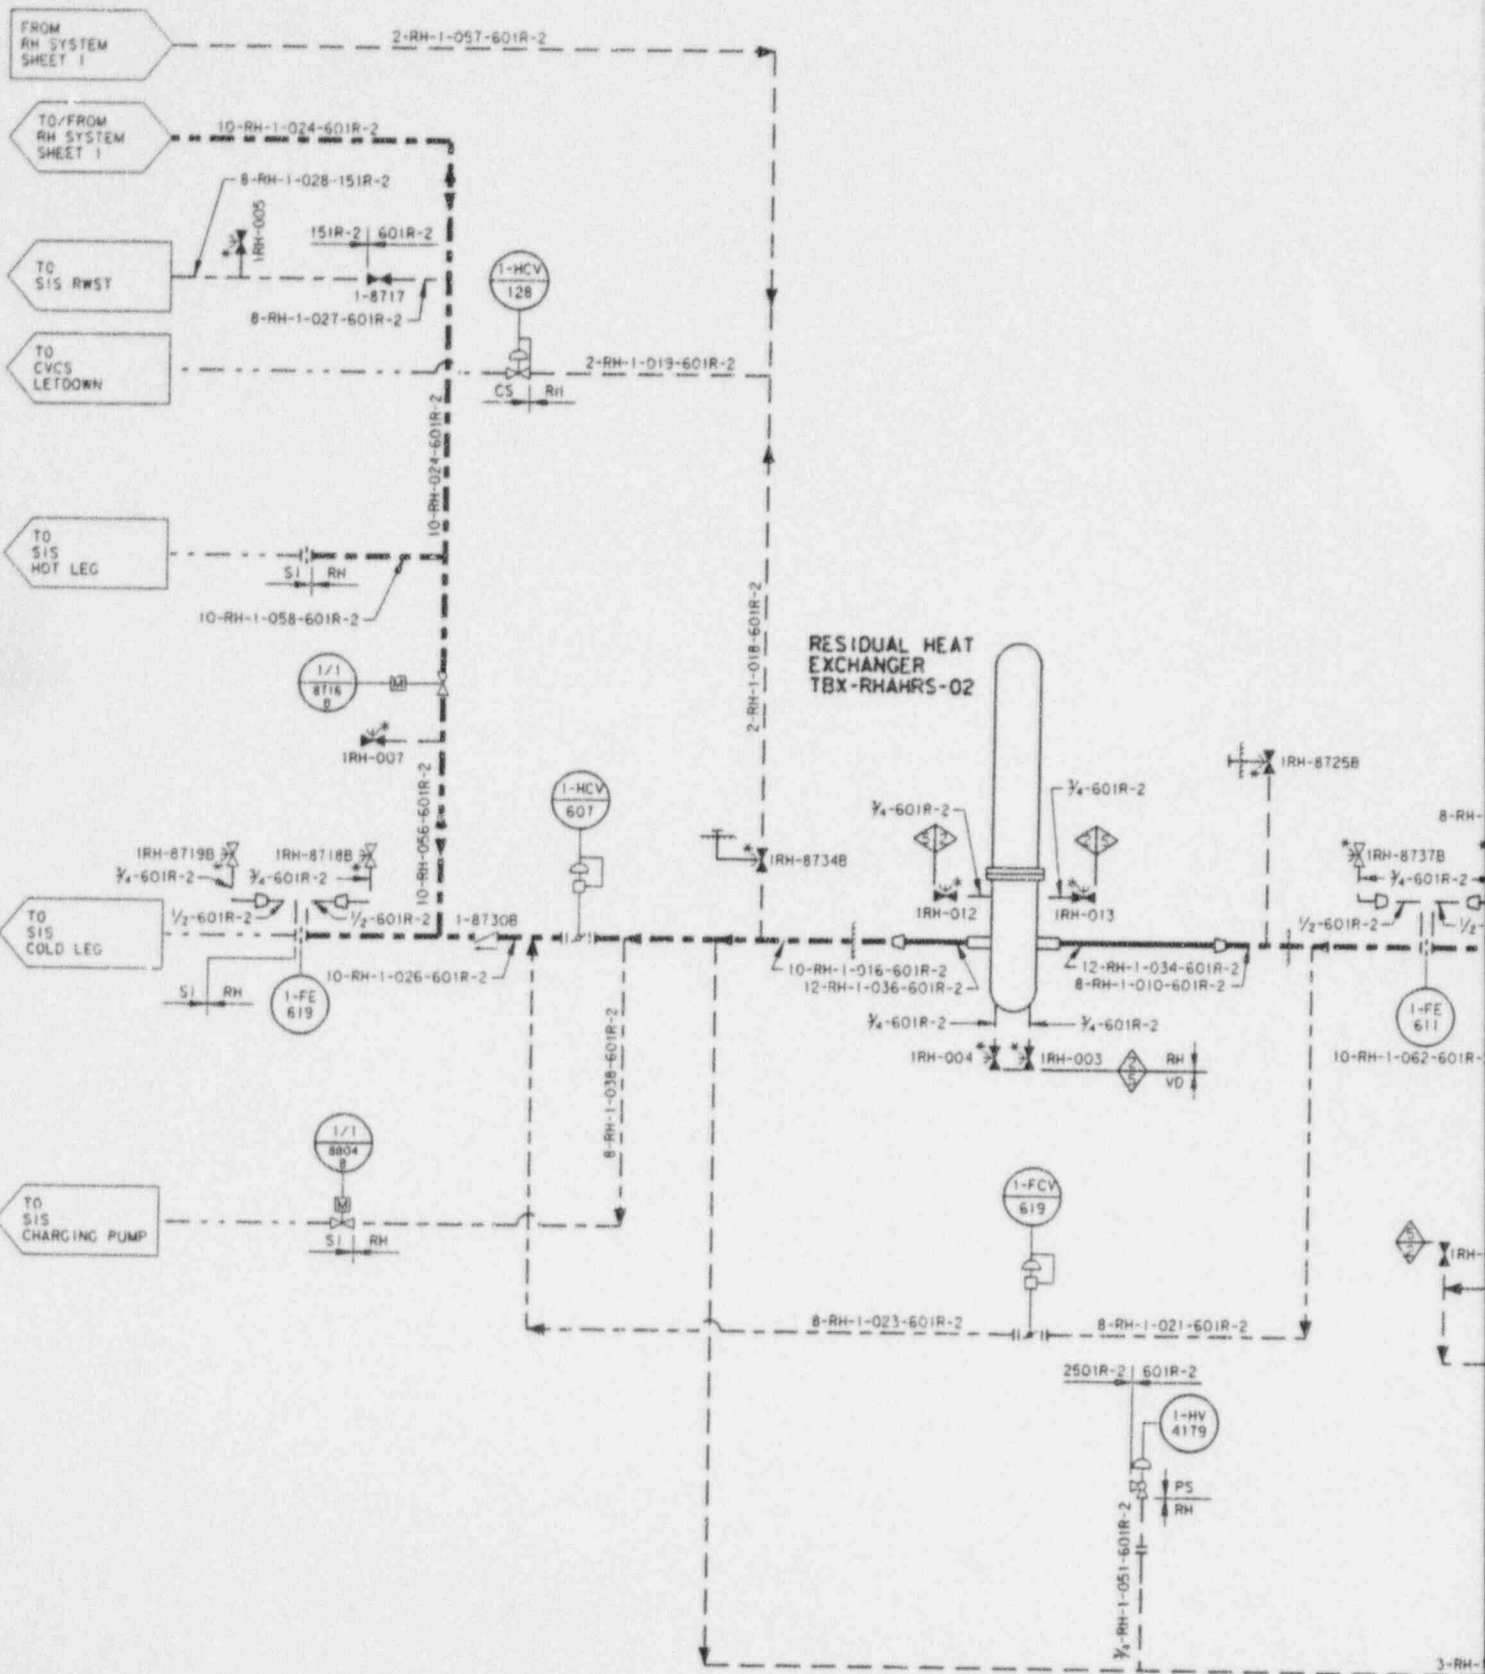 FROM
RH SYSTEM
SHEET 1
2-RH-1-057-601R-2
TO/FROM
RH SYSTEM
SHEET 1
10-RH-1-024-601R-2
8-RH-1-028-151R-2
1RH-005
151R-2
601R-2
TO
SIS RWST
1-8717
8-RH-1-027-601R-2
1-HCV
128
TO
CVCS
LETDOWN
2-RH-1-019-601R-2
CS
RH
10-RH-024-601R-2
TO
SIS
HOT LEG
SI
RH
10-RH-1-058-601R-2
2-RH-1-018-601R-2
RESIDUAL HEAT
EXCHANGER
TBX-RHAHRS-02
1/1
8716
B
M
1RH-007
10-RH-056-601R-2
1-HCV
607
1RH-8725B
3/4-601R-2
3/4-601R-2
8-RH-
1RH-8719B
1RH-8718B
3/4-601R-2
3/4-601R-2
1RH-8734B
1RH-8737B
3/4-601R-2
1RH-012
1RH-013
1/2-601R-2
1/2-601R-2
1-8730B
1/2-601R-2
1/2-
TO
SIS
COLD LEG
10-RH-1-026-601R-2
10-RH-1-016-601R-2
12-RH-1-036-601R-2
12-RH-1-034-601R-2
8-RH-1-010-601R-2
SI
RH
1-FE
619
1-FE
611
3/4-601R-2
3/4-601R-2
1RH-004
1RH-003
RH
VD
10-RH-1-062-601R-
8-RH-1-038-601R-2
1/1
8804
B
M
TO
SIS
CHARGING PUMP
SI
RH
1-FCV
619
1RH-
8-RH-1-023-601R-2
8-RH-1-021-601R-2
2501R-2
601R-2
1-HV
4179
PS
RH
3/4-RH-1-051-601R-2
3-RH-1